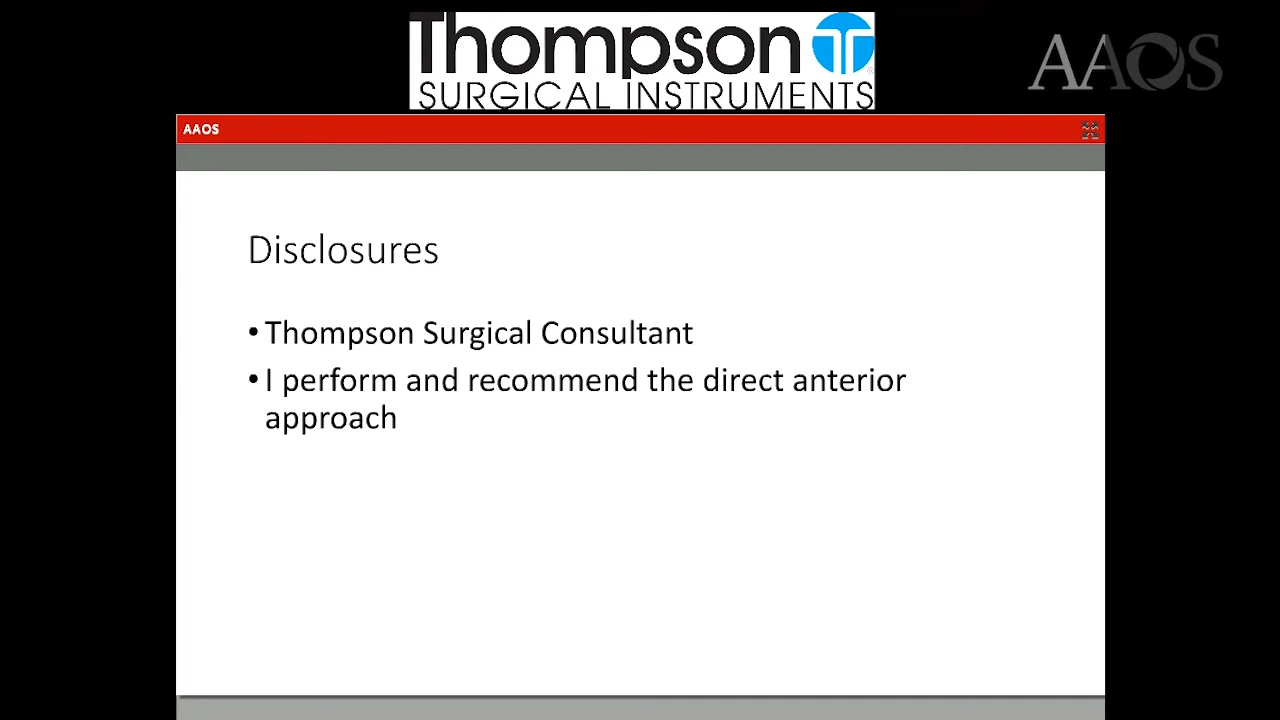 Thompson
SURGICAL INSTRUMENTS
AAOS
AAOS
Disclosures
• Thompson Surgical Consultant
• I perform and recommend the direct anterior
approach